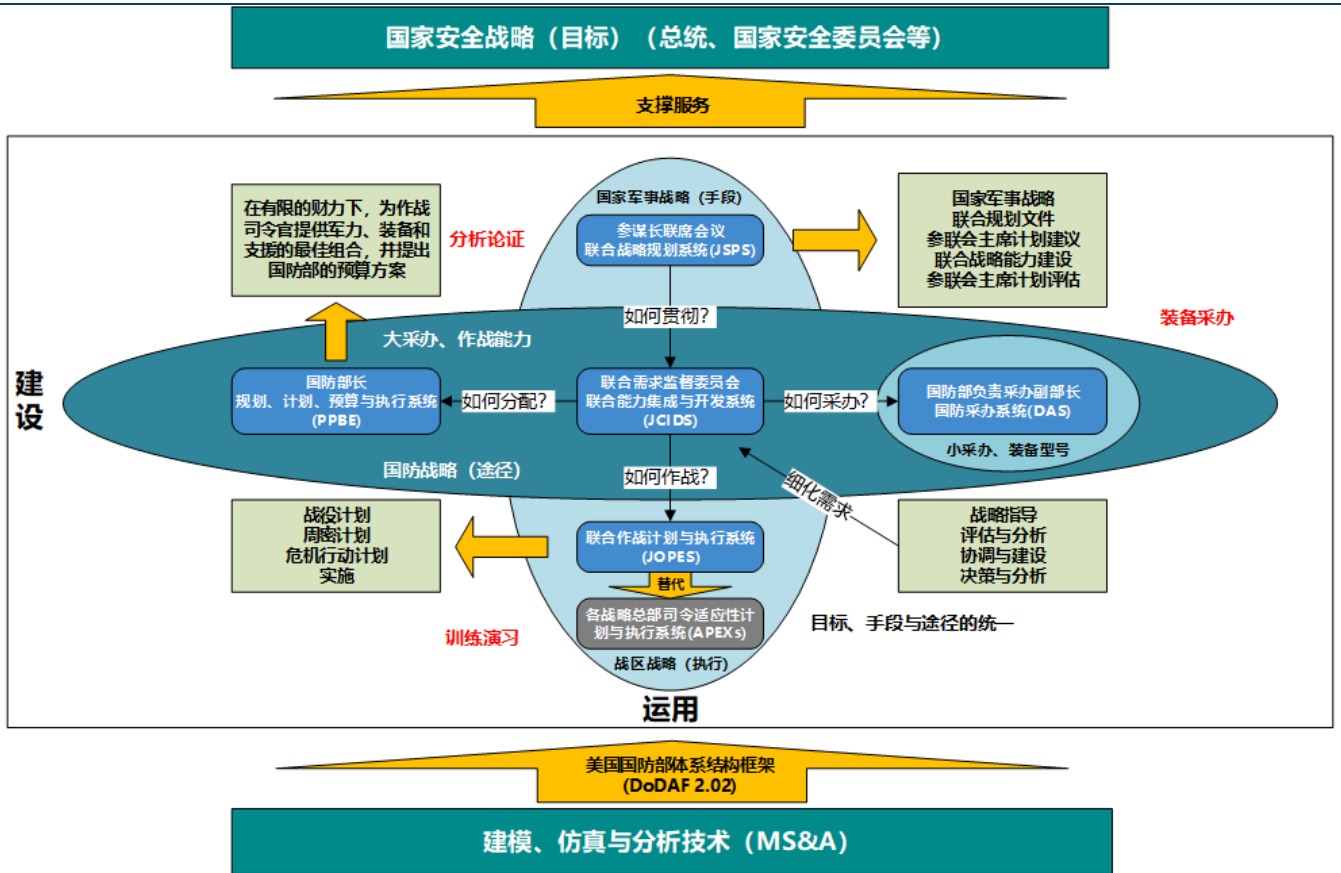 国家安全战略（目标）（总统、国家安全委员会等）
支撑服务
国家军事战略（手段）
参谋长联席会议
联合战略规划系统(JSPS)
在有限的财力下，为作战
司令官提供军力、装备和
支援的最佳组合，并提出
国防部的预算方案
分析论证
国家军事战略
联合规划文件
参联会主席计划建议
联合战略能力建设
参联会主席计划评估
如何贯彻？
装备采办
大采办、作战能力
建
设
国防部长
规划、计划、预算与执行系统
(PPBE)
如何分配？
联合需求监督委员会
联合能力集成与开发系统
(JCIDS)
如何采办？
国防部负责采办副部长
国防采办系统(DAS)
小采办、装备型号
国防战略（途径）
如何作战？
细化需求
战役计划
周密计划
危机行动计划
实施
联合作战计划与执行系统
(JOPES)
战略指导
评估与分析
协调与建设
决策与分析
替代
各战略总部司令适应性计
划与执行系统(APEXs)
训练演习
目标、手段与途径的统一
战区战略（执行）
运用
美国国防部体系结构框架
(DoDAF 2.02)
建模、仿真与分析技术（MS&A）